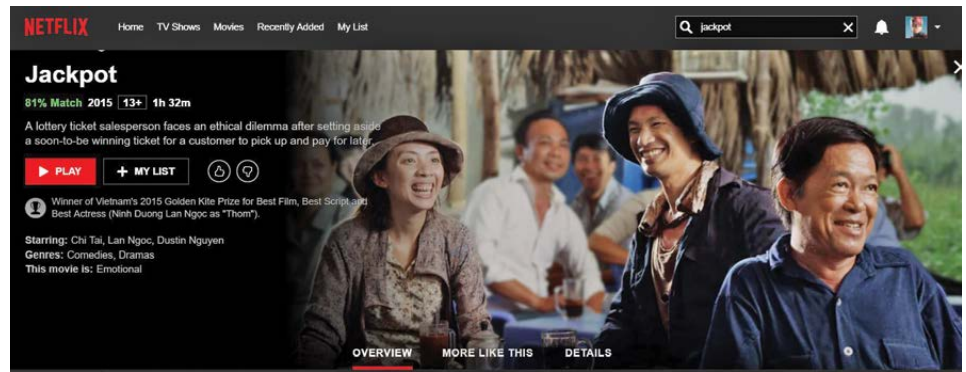 NETFLIX Home TV Shows Movies Recently Added My List jackpot
Jackpot
81% Match 2015 13+ 1h 32m
A lottery ticket salesperson faces an ethical dilemma after setting aside
a soon-to-be winning ticket for a customer to pick up and pay for later.
PLAY + MY LIST
Winner of Vietnam's 2015 Golden Kite Prize for Best Film, Best Script and
Best Actress (Ninh Duong Lan Ngoc as "Thom").
Starring: Chi Tai, Lan Ngoc, Dustin Nguyen
Genres: Comedies, Dramas
This movie is: Emotional
OVERVIEW MORE LIKE THIS DETAILS